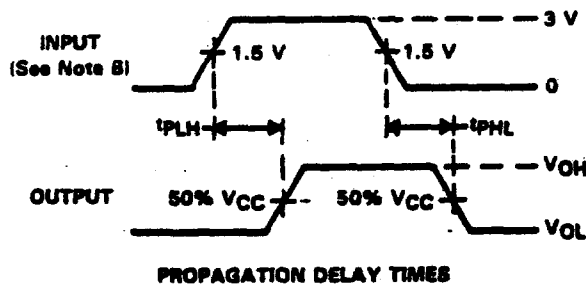 3 V
INPUT
(See Note B)
1.5 V
1.5 V
0
tPLH
tPHL
VOH
OUTPUT
50% VCC
50% VCC
VOL
PROPAGATION DELAY TIMES